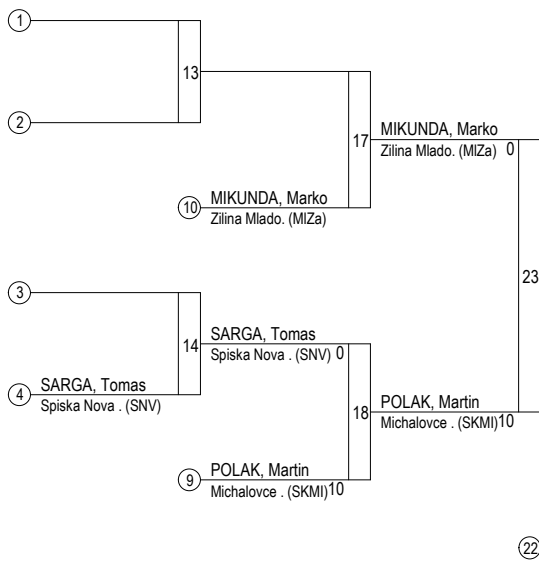 1
13
2
17
MIKUNDA, Marko
Zilina Mlado. (MIZa) 0
10
MIKUNDA, Marko
Zilina Mlado. (MIZa)
23
3
14
SARGA, Tomas
Spiska Nova . (SNV) 0
4
SARGA, Tomas
Spiska Nova . (SNV)
18
POLAK, Martin
Michalovce . (SKMI)10
9
POLAK, Martin
Michalovce . (SKMI)10
22